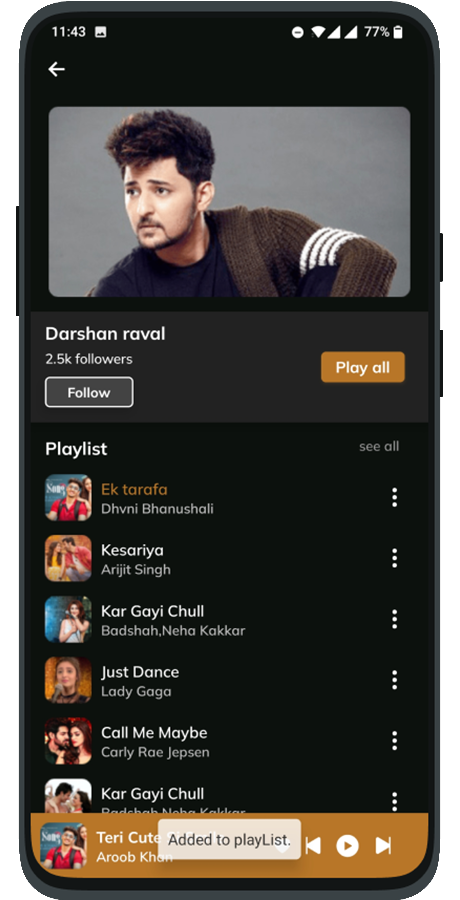 11:43
77%
Darshan raval
2.5k followers
Follow
Play all
Playlist
see all
Ek tarafa
Dhvni Bhanushali
Kesariya
Arijit Singh
Kar Gayi Chull
Badshah,Neha Kakkar
Just Dance
Lady Gaga
Call Me Maybe
Carly Rae Jepsen
Kar Gayi Chull
Badshah,Neha Kakkar
Teri Cute
Added to playList.
Aroob Khan